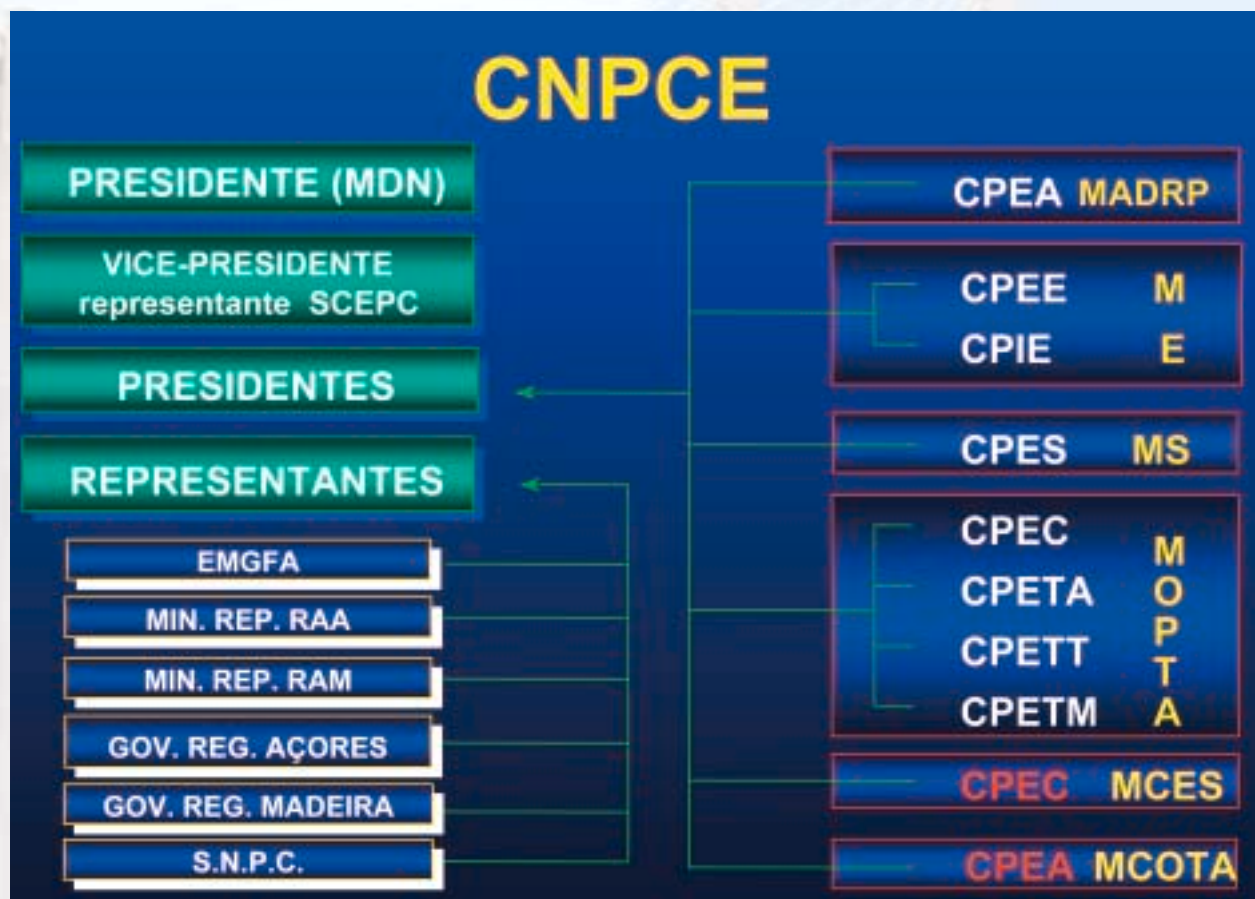 CNPCE
PRESIDENTE (MDN)
VICE-PRESIDENTE
representante SCEPC
PRESIDENTES
REPRESENTANTES
EMGFA
MIN. REP. RAA
MIN. REP. RAM
GOV. REG. AÇORES
GOV. REG. MADEIRA
S.N.P.C.
CPEA MADRP
CPEE M
CPIE E
CPES MS
CPEC M
CPETA O
CPETT P
T
CPETM A
CPEC MCES
CPEA MCOTA